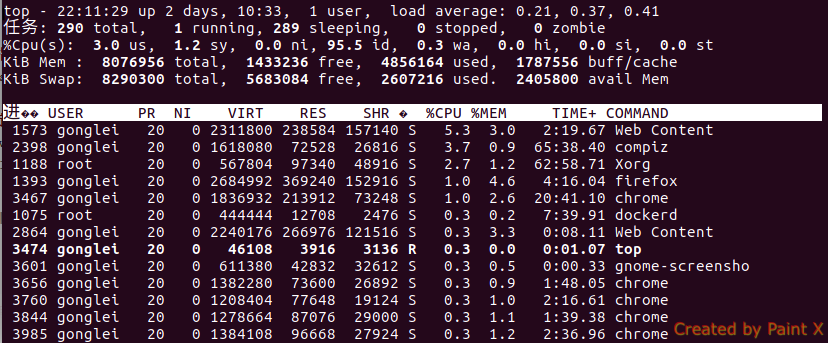 top - 22:11:29 up 2 days, 10:33,  1 user,  load average: 0.21, 0.37, 0.41
任务: 290 total,   1 running, 289 sleeping,   0 stopped,   0 zombie
%Cpu(s):  3.0 us,  1.2 sy,  0.0 ni, 95.5 id,  0.3 wa,  0.0 hi,  0.0 si,  0.0 st
KiB Mem :  8076956 total,  1433236 free,  4856164 used,  1787556 buff/cache
KiB Swap:  8290300 total,  5683084 free,  2607216 used.  2405800 avail Mem
进�� USER      PR  NI    VIRT    RES    SHR �  %CPU %MEM     TIME+ COMMAND
1573 gonglei   20   0 2311800 238584 157140 S   5.3  3.0   2:19.67 Web Content
2398 gonglei   20   0 1618080  72528  26816 S   3.7  0.9  65:38.40 compiz
1188 root      20   0  567804  97340  48916 S   2.7  1.2  62:58.71 Xorg
1393 gonglei   20   0 2684992 369240 152916 S   1.0  4.6   4:16.04 firefox
3467 gonglei   20   0 1836932 213912  73248 S   1.0  2.6  20:41.10 chrome
1075 root      20   0  444444  12708   2476 S   0.3  0.2   7:39.91 dockerd
2864 gonglei   20   0 2240176 266976 121516 S   0.3  3.3   0:08.11 Web Content
3474 gonglei   20   0   46108   3916   3136 R   0.3  0.0   0:01.07 top
3601 gonglei   20   0  611380  42832  32612 S   0.3  0.5   0:00.33 gnome-screensho
3656 gonglei   20   0 1382280  73600  26892 S   0.3  0.9   1:48.05 chrome
3760 gonglei   20   0 1208404  77648  19124 S   0.3  1.0   2:16.61 chrome
3844 gonglei   20   0 1278664  87076  29000 S   0.3  1.1   1:39.38 chrome
3985 gonglei   20   0 1384108  96668  27924 S   0.3  1.2   2:36.96 chrome
Created by Paint X